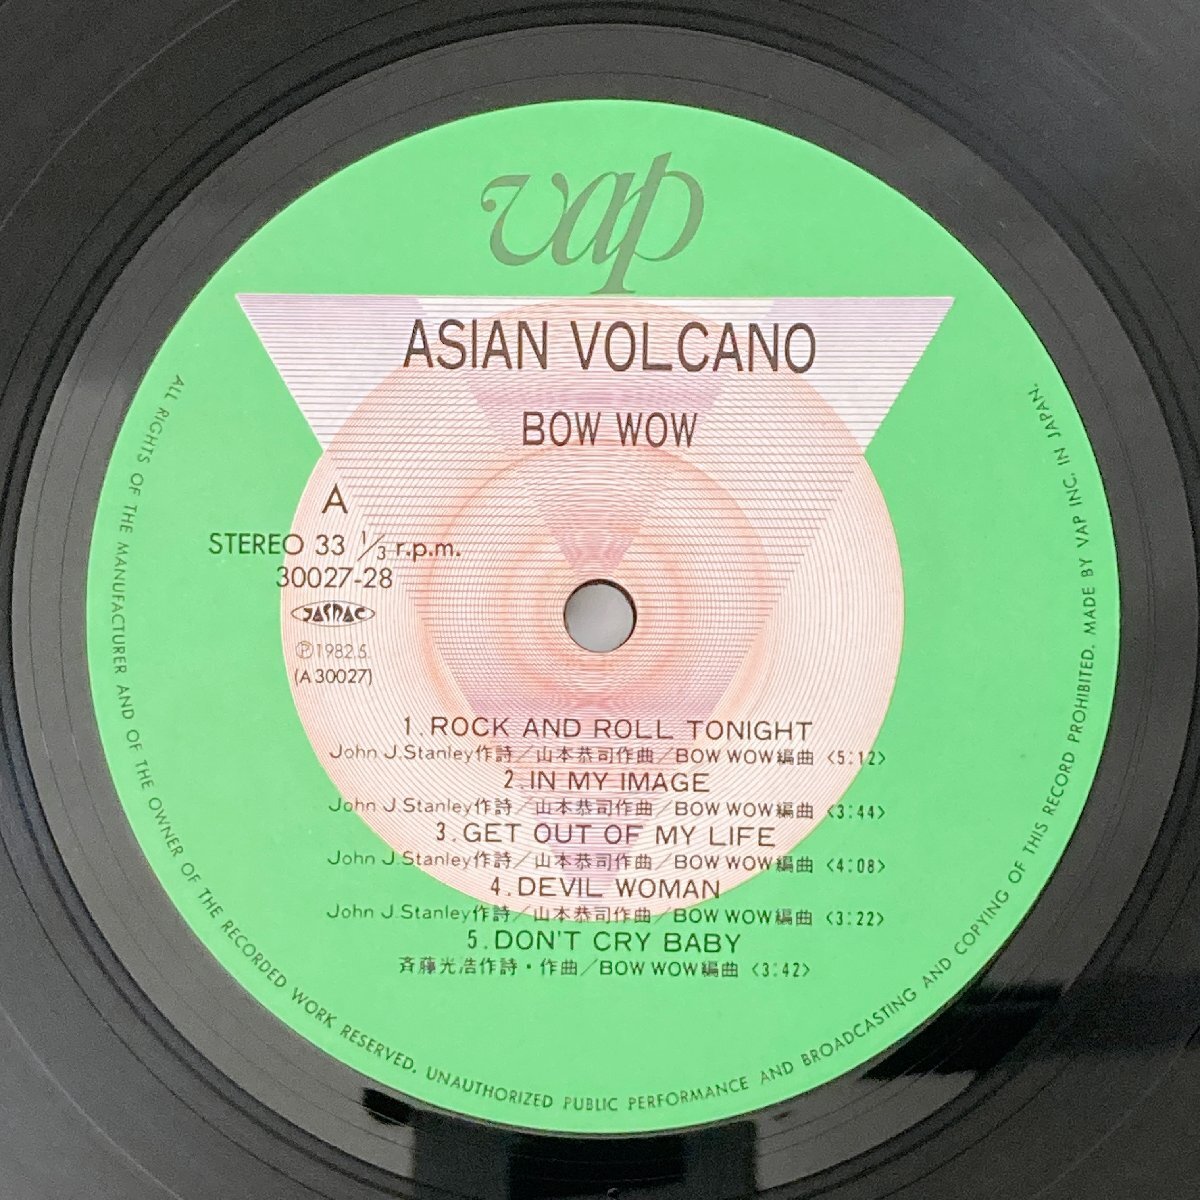 vap
ASIAN VOLCANO
BOW WOW
A
STEREO 33 1/3 r.p.m.
30027-28
JASRAC
Ⓟ1982.5.
(A 30027)
1.ROCK AND ROLL TONIGHT
John J.Stanley作詩/山本恭司作曲/BOW WOW編曲 <5:12>
2.IN MY IMAGE
John J.Stanley作詩/山本恭司作曲/BOW WOW編曲 <3:44>
3.GET OUT OF MY LIFE
John J.Stanley作詩/山本恭司作曲/BOW WOW編曲 <4:08>
4.DEVIL WOMAN
John J.Stanley作詩/山本恭司作曲/BOW WOW編曲 <3:22>
5.DON'T CRY BABY
斉藤光浩作詩・作曲/BOW WOW編曲 <3:42>
ALL RIGHTS OF THE MANUFACTURER AND OF THE OWNER OF THE RECORDED WORK RESERVED. UNAUTHORIZED PUBLIC PERFORMANCE AND BROADCASTING AND COPYING OF THIS RECORD PROHIBITED. MADE BY VAP INC. IN JAPAN.